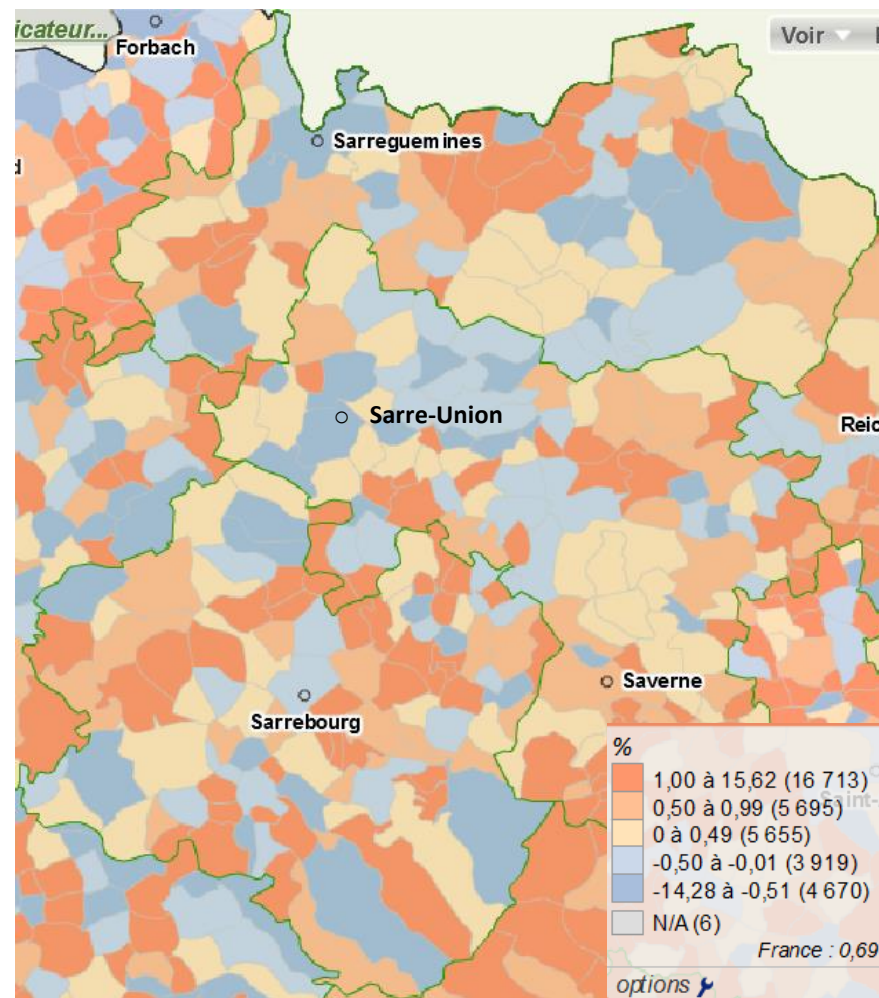 icateur...
Forbach
Voir
Sarreguemines
d
Sarre-Union
Reic
Saverne
Sarrebourg
%
1,00 à 15,62 (16 713)
0,50 à 0,99 (5 695)
Saint-
0 à 0,49 (5 655)
-0,50 à -0,01 (3 919)
-14,28 à -0,51 (4 670)
N/A (6)
France : 0,69
options